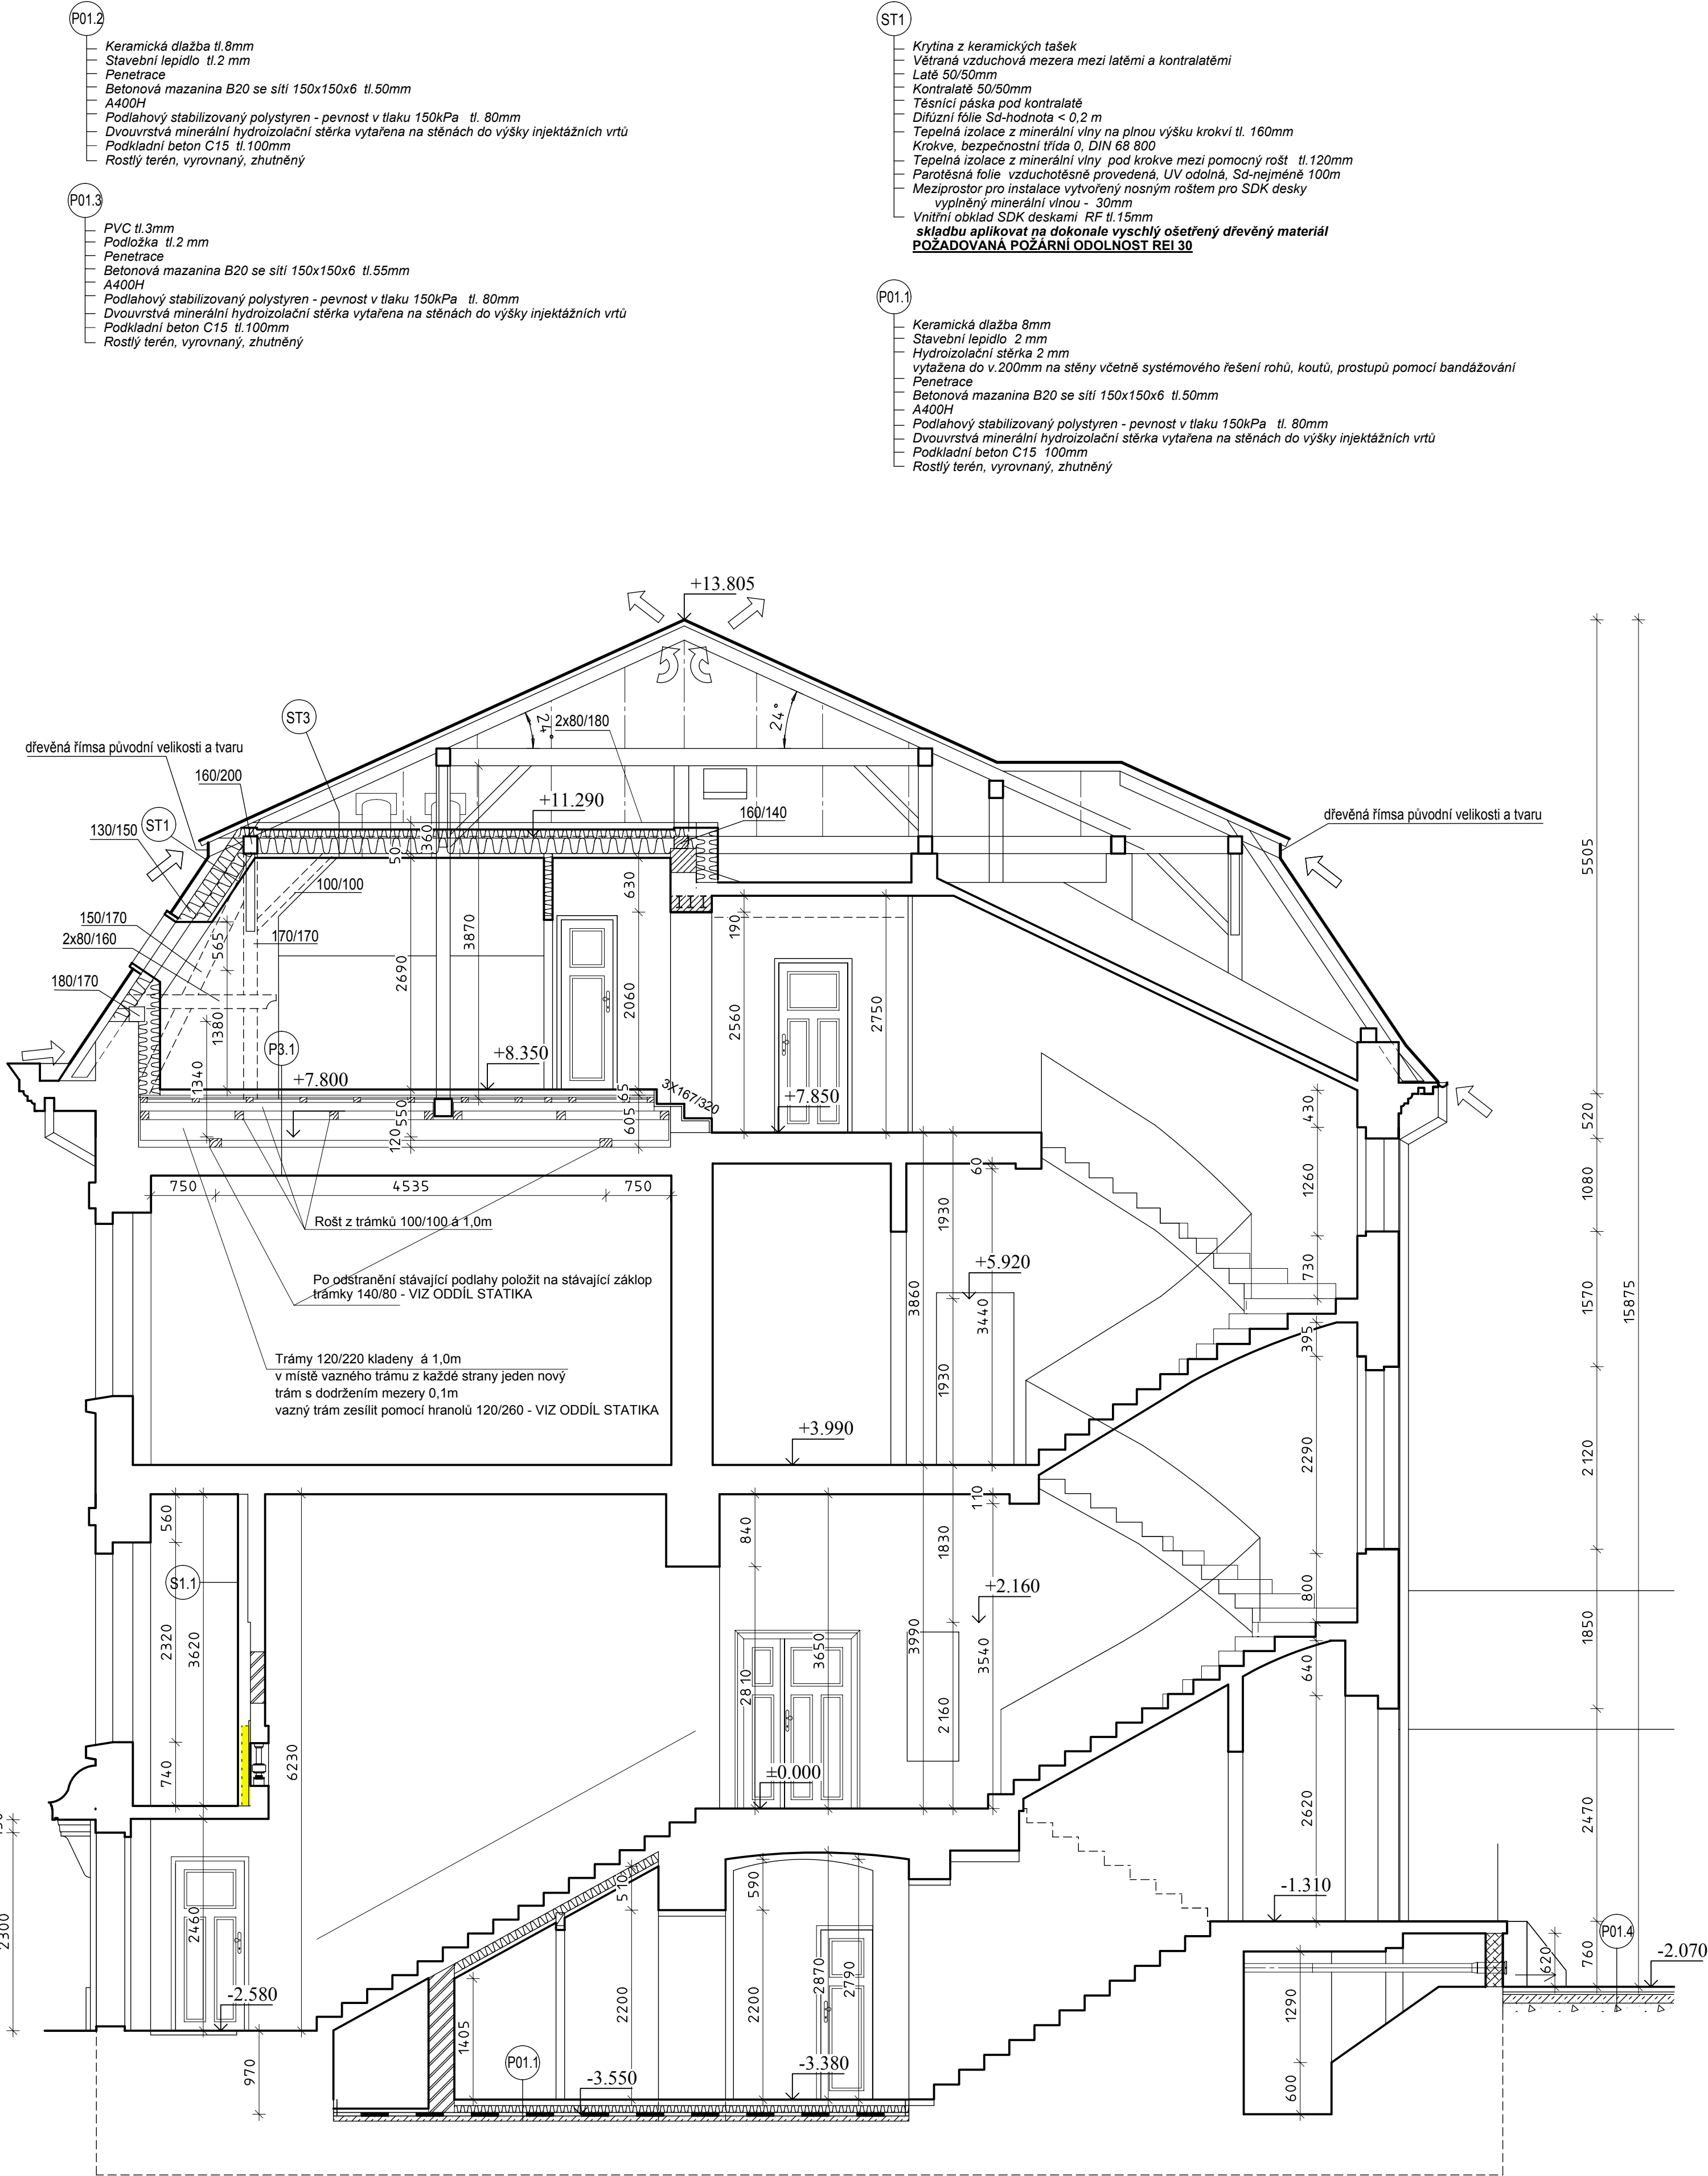 P01.2
Keramická dlažba tl.8mm
Stavební lepidlo tl.2 mm
Penetrace
Betonová mazanina B20 se sítí 150x150x6 tl.50mm
A400H
Podlahový stabilizovaný polystyren - pevnost v tlaku 150kPa tl. 80mm
Dvouvrstvá minerální hydroizolační stěrka vytařena na stěnách do výšky injektážních vrtů
Podkladní beton C15 tl.100mm
Rostlý terén, vyrovnaný, zhutněný
P01.3
PVC tl.3mm
Podložka tl.2 mm
Penetrace
Betonová mazanina B20 se sítí 150x150x6 tl.55mm
A400H
Podlahový stabilizovaný polystyren - pevnost v tlaku 150kPa tl. 80mm
Dvouvrstvá minerální hydroizolační stěrka vytařena na stěnách do výšky injektážních vrtů
Podkladní beton C15 tl.100mm
Rostlý terén, vyrovnaný, zhutněný
ST1
Krytina z keramických tašek
Větraná vzduchová mezera mezi latěmi a kontralatěmi
Latě 50/50mm
Kontralatě 50/50mm
Těsnící páska pod kontralatě
Difúzní fólie Sd-hodnota < 0,2 m
Tepelná izolace z minerální vlny na plnou výšku krokví tl. 160mm
Krokve, bezpečnostní třída 0, DIN 68 800
Tepelná izolace z minerální vlny pod krokve mezi pomocný rošt tl.120mm
Parotěsná folie vzduchotěsně provedená, UV odolná, Sd-nejméně 100m
Meziprostor pro instalace vytvořený nosným roštem pro SDK desky
vyplněný minerální vlnou - 30mm
Vnitřní obklad SDK deskami RF tl.15mm
skladbu aplikovat na dokonale vyschlý ošetřený dřevěný materiál
POŽADOVANÁ POŽÁRNÍ ODOLNOST REI 30
P01.1
Keramická dlažba 8mm
Stavební lepidlo 2 mm
Hydroizolační stěrka 2 mm
vytažena do v.200mm na stěny včetně systémového řešení rohů, koutů, prostupů pomocí bandážování
Penetrace
Betonová mazanina B20 se sítí 150x150x6 tl.50mm
A400H
Podlahový stabilizovaný polystyren - pevnost v tlaku 150kPa tl. 80mm
Dvouvrstvá minerální hydroizolační stěrka vytařena na stěnách do výšky injektážních vrtů
Podkladní beton C15 100mm
Rostlý terén, vyrovnaný, zhutněný
+13.805
ST3
24°
2x80/180
24°
dřevěná římsa původní velikosti a tvaru
160/200
+11.290
160/140
dřevěná římsa původní velikosti a tvaru
ST1
130/150
50
360
5505
100/100
630
150/170
170/170
565
3870
190
2x80/160
2690
180/170
2060
2560
2750
15875
1380
P3.1
1340
+8.350
+7.800
65
3X167/320
+7.850
430
520
550
605
120
60
1260
1080
750
4535
750
1930
Rošt z trámků 100/100 á 1,0m
+5.920
730
1570
Po odstranění stávající podlahy položit na stávající záklop
trámky 140/80 - VIZ ODDÍL STATIKA
3860
3440
395
Trámy 120/220 kladeny á 1,0m
v místě vazného trámu z každé strany jeden nový
trám s dodržením mezery 0,1m
vazný trám zesílit pomocí hranolů 120/260 - VIZ ODDÍL STATIKA
1930
+3.990
2290
2120
110
560
840
1830
S1.1
+2.160
800
2320
3620
3650
3990
3540
1850
640
2810
2160
740
6230
±0.000
2620
2470
510
590
-1.310
P01.4
2300
2460
620
760
-2.070
2870
2790
-2.580
2200
2200
1290
1405
970
P01.1
-3.550
-3.380
600